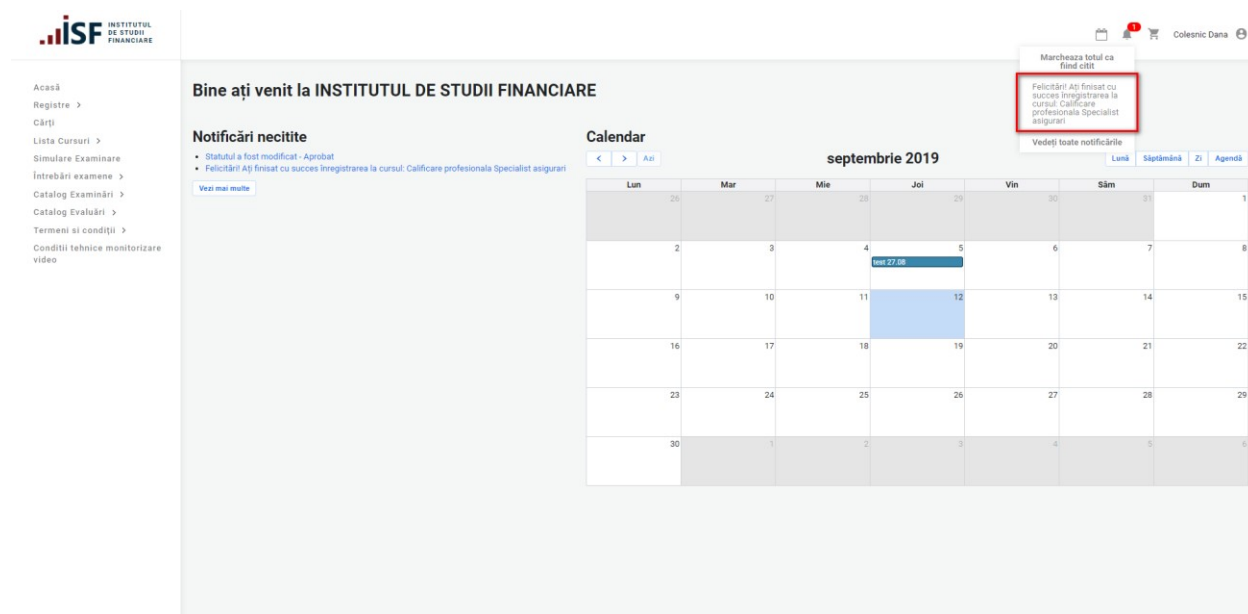 INSTITUTUL
DE STUDII
FINANCIARE
ISF
1
Colesnic Dana
Marcheaza totul ca
fiind citit
Felicitări! Ați finisat cu
succes înregistrarea la
cursul: Calificare
profesionala Specialist
asigurari
Vedeți toate notificările
Acasă
Registre >
Cărți
Lista Cursuri >
Simulare Examinare
Întrebări examene >
Catalog Examinări >
Catalog Evaluări >
Termeni si condiții >
Conditii tehnice monitorizare
video
Bine ați venit la INSTITUTUL DE STUDII FINANCIARE
Notificări necitite
• Statutul a fost modificat - Aprobat
• Felicitări! Ați finisat cu succes înregistrarea la cursul: Calificare profesionala Specialist asigurari
Vezi mai multe
Calendar
< > Azi
septembrie 2019
Lună Săptămână Zi Agendă
Lun Mar Mie Joi Vin Sâm Dum
26 27 28 29 30 31 1
2 3 4 5 6 7 8
test 27.08
9 10 11 12 13 14 15
16 17 18 19 20 21 22
23 24 25 26 27 28 29
30 1 2 3 4 5 6